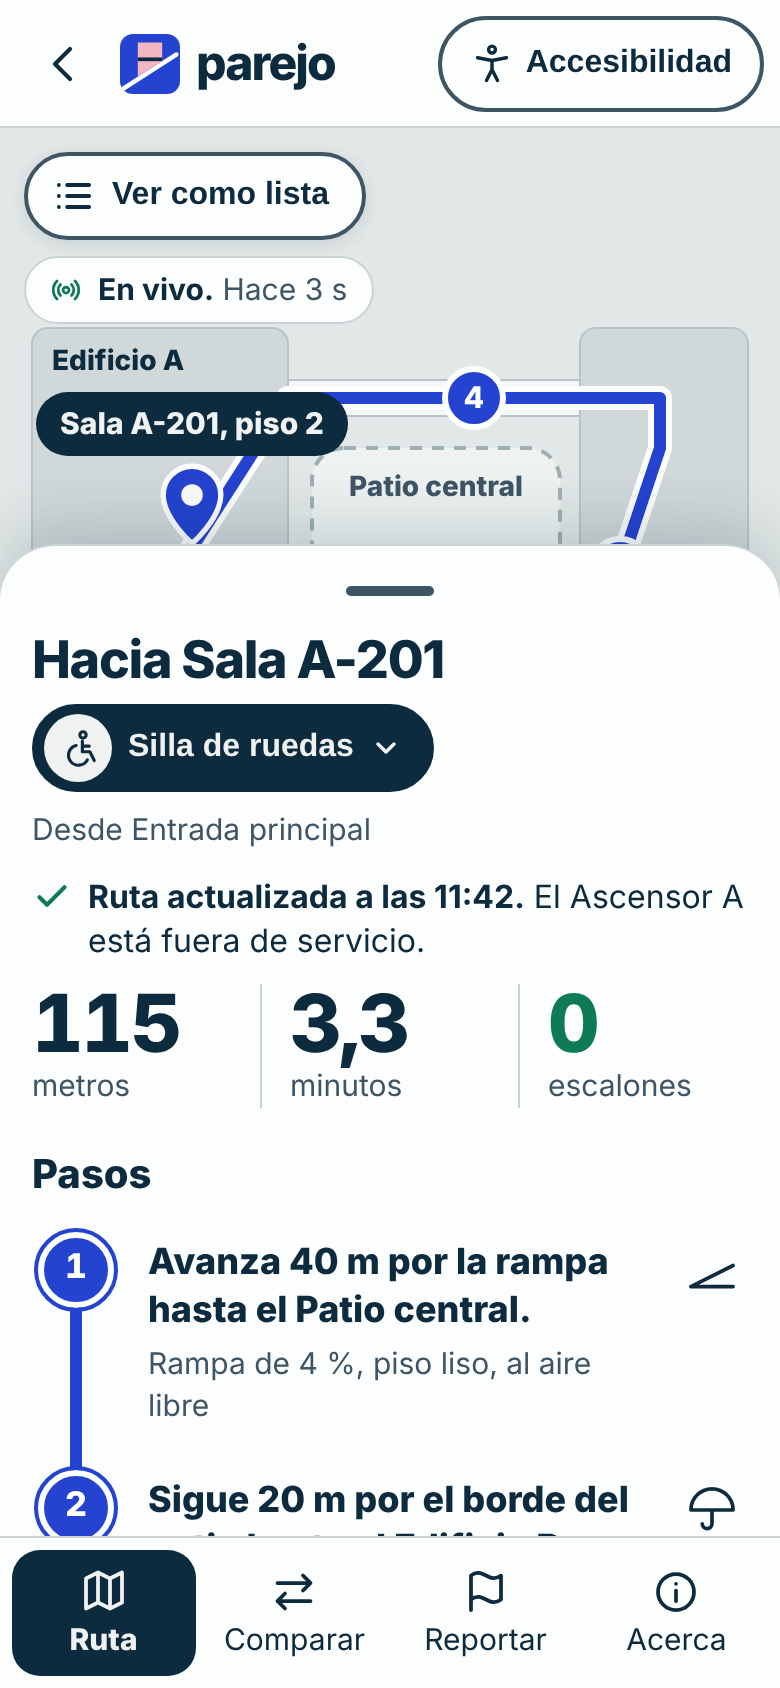 parejo
Accesibilidad
Ver como lista
En vivo. Hace 3 s
Edificio A
4
Sala A-201, piso 2
Patio central
Hacia Sala A-201
Silla de ruedas
Desde Entrada principal
Ruta actualizada a las 11:42. El Ascensor A
está fuera de servicio.
115
metros
3,3
minutos
0
escalones
Pasos
1
Avanza 40 m por la rampa
hasta el Patio central.
Rampa de 4 %, piso liso, al aire
libre
2
Sigue 20 m por el borde del
Ruta
Comparar
Reportar
Acerca